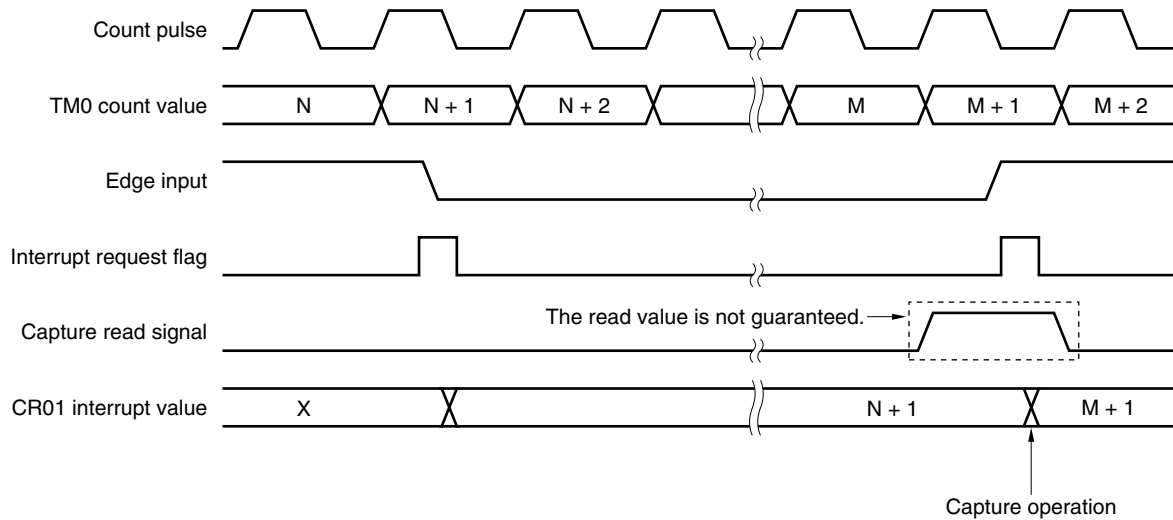 Count pulse
TM0 count value
N
N + 1
N + 2
M
M + 1
M + 2
Edge input
Interrupt request flag
Capture read signal
The read value is not guaranteed.
CR01 interrupt value
X
N + 1
M + 1
Capture operation